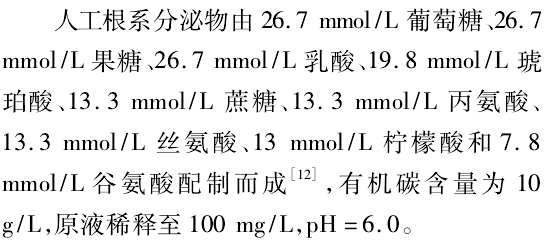 人工根系分泌物由 26.7 mmol/L 葡萄糖、26.7
mmol/L 果糖、26.7 mmol/L 乳酸、19.8 mmol/L 琥
珀酸、13.3 mmol/L 蔗糖、13.3 mmol/L 丙氨酸、
13.3 mmol/L 丝氨酸、13 mmol/L 柠檬酸和 7.8
mmol/L 谷氨酸配制而成[12],有机碳含量为 10
g/L,原液稀释至 100 mg/L,pH = 6.0。